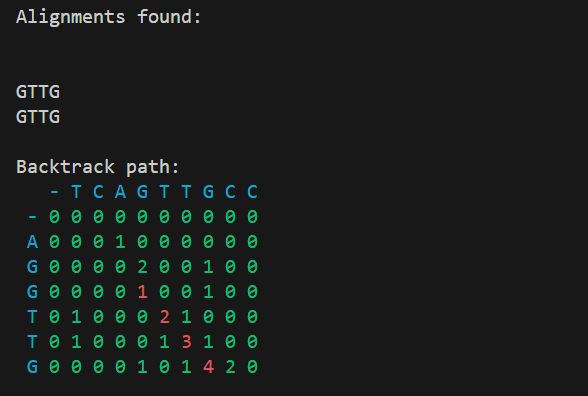 Alignments found:
GTTG
GTTG
Backtrack path:
- T C A G T T G C C
- 0 0 0 0 0 0 0 0 0 0
A 0 0 0 1 0 0 0 0 0 0
G 0 0 0 0 2 0 0 1 0 0
G 0 0 0 0 1 0 0 1 0 0
T 0 1 0 0 0 2 1 0 0 0
T 0 1 0 0 0 1 3 1 0 0
G 0 0 0 0 1 0 1 4 2 0